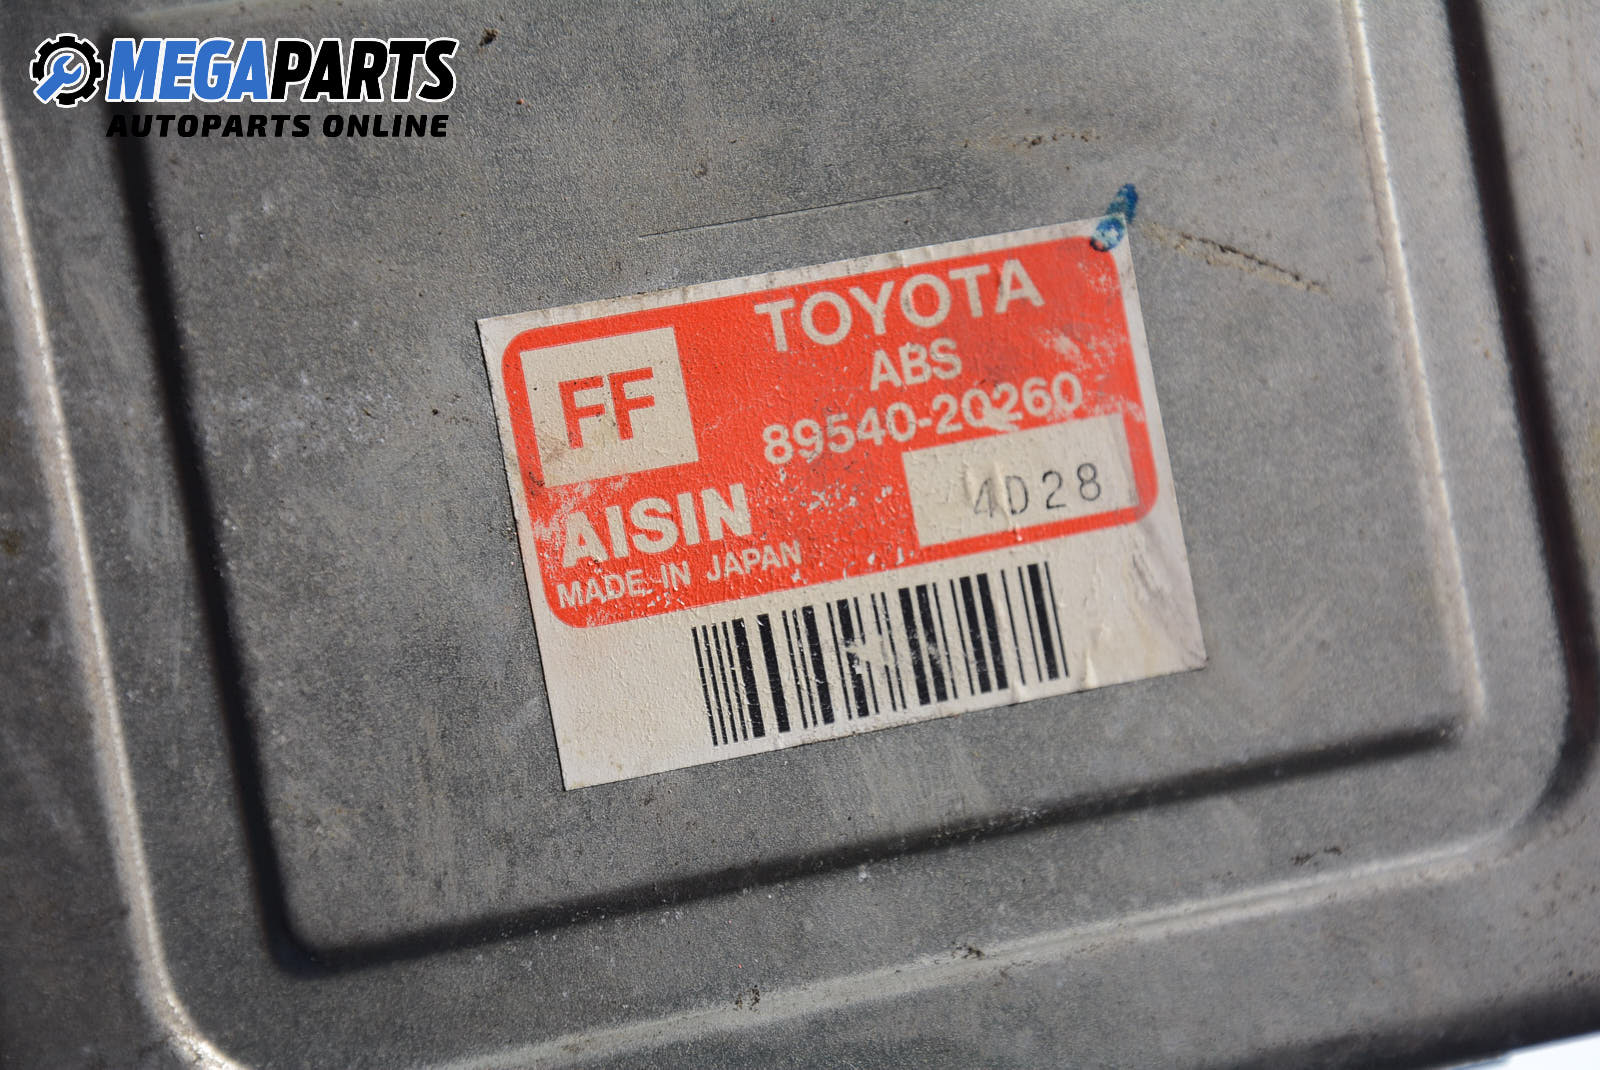 MEGAPARTS
AUTOPARTS ONLINE
FF
TOYOTA
ABS
89540-20260
4D28
AISIN
MADE IN JAPAN